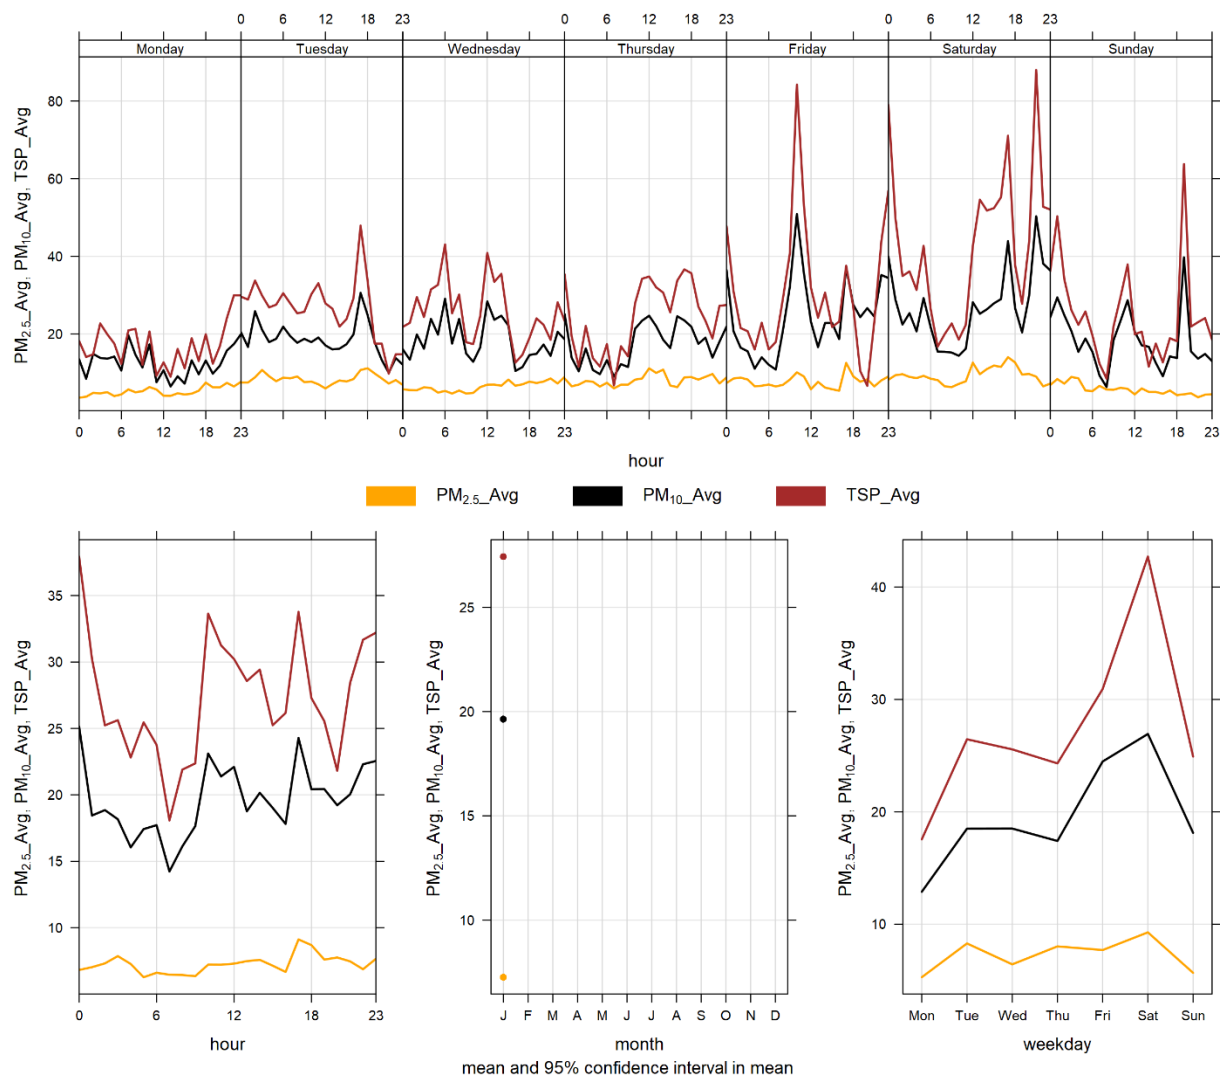 0 6 12 18 23 0 6 12 18 23 0 6 12 18 23
Monday Tuesday Wednesday Thursday Friday Saturday Sunday
80
60
40
20
PM2.5_Avg, PM10_Avg, TSP_Avg
0 6 12 18 23 0 6 12 18 23 0 6 12 18 23 0 6 12 18 23
hour
PM2.5_Avg PM10_Avg TSP_Avg
35
30
25
20
15
10
PM2.5_Avg, PM10_Avg, TSP_Avg
0 12 18 23
hour
25
20
15
10
PM2.5_Avg, PM10_Avg, TSP_Avg
J F M A M J J A S O N D
month
mean and 95% confidence interval in mean
40
30
20
10
PM2.5_Avg, PM10_Avg, TSP_Avg
Mon Tue Wed Thu Fri Sat Sun
weekday